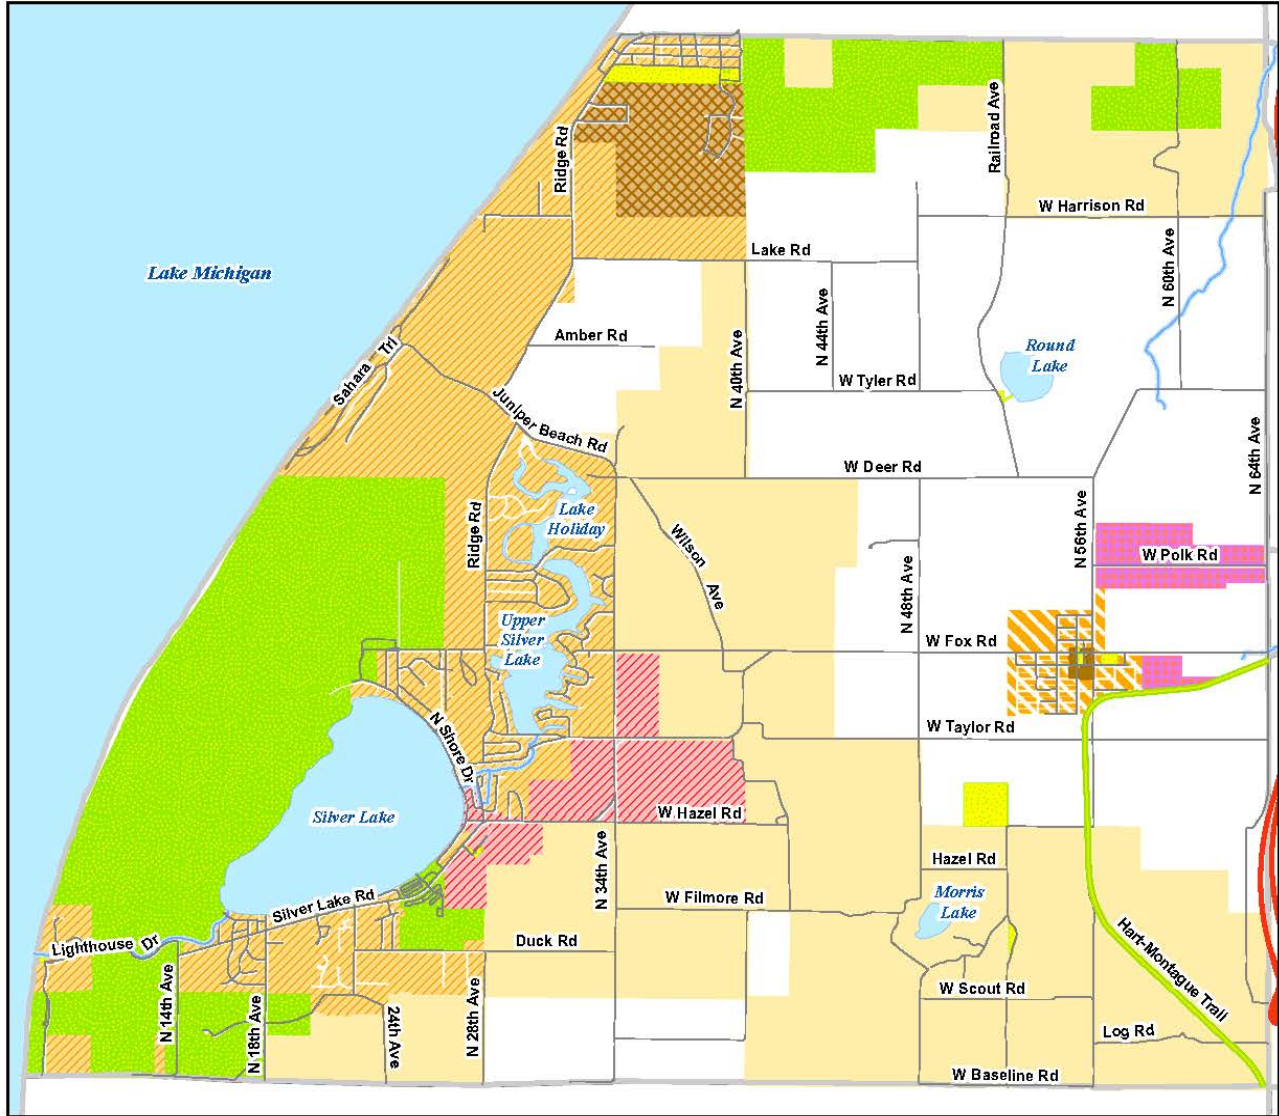 Ridge Rd
Railroad Ave
W Harrison Rd
Lake Rd
N 60th Ave
Lake Michigan
N 44th Ave
Amber Rd
Round
Lake
Sahara Trl
N 40th Ave
W Tyler Rd
Juniper Beach Rd
W Deer Rd
N 64th Ave
Lake
Holiday
Ridge Rd
Wilson Ave
N 56th Ave
W Polk Rd
N 48th Ave
Upper
Silver
Lake
W Fox Rd
N Shore Dr
W Taylor Rd
Silver Lake
W Hazel Rd
Hazel Rd
N 34th Ave
W Filmore Rd
Morris
Lake
Silver Lake Rd
Lighthouse Dr
Duck Rd
Hart-Montague Trail
N 14th Ave
N 18th Ave
24th Ave
N 28th Ave
W Scout Rd
Log Rd
W Baseline Rd